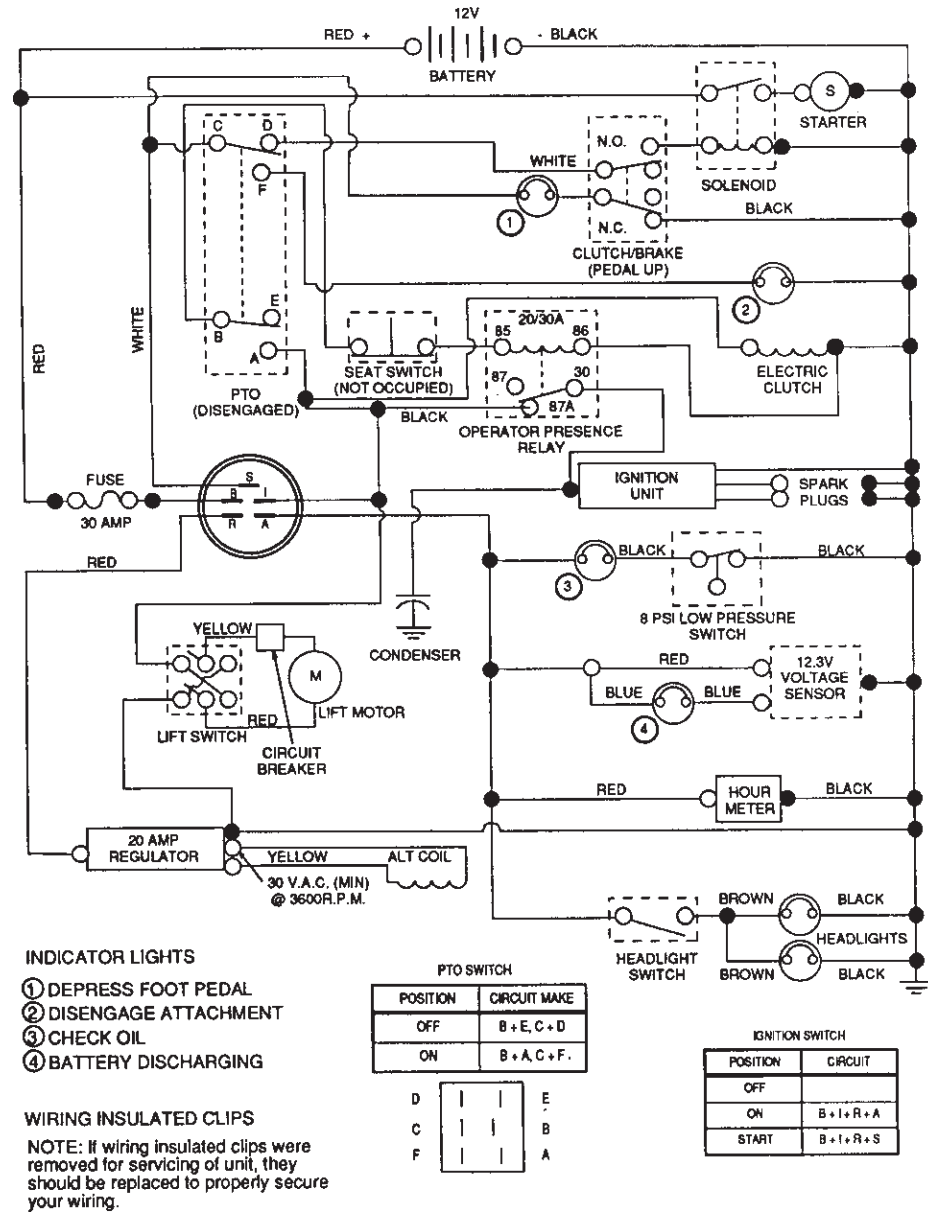 12V
RED +
- BLACK
BATTERY
S
STARTER
C
D
F
N.O.
WHITE
SOLENOID
1
N.C.
BLACK
CLUTCH/BRAKE
(PEDAL UP)
E
B
A
PTO
(DISENGAGED)
RED
WHITE
2
20/30A
85
86
SEAT SWITCH
(NOT OCCUPIED)
87
30
87A
BLACK
OPERATOR PRESENCE
RELAY
ELECTRIC
CLUTCH
FUSE
30 AMP
S
B
I
R
A
IGNITION
UNIT
SPARK
PLUGS
RED
3
BLACK
BLACK
8 PSI LOW PRESSURE
SWITCH
CONDENSER
YELLOW
M
LIFT MOTOR
RED
LIFT SWITCH
CIRCUIT
BREAKER
RED
BLUE
BLUE
4
12.3V
VOLTAGE
SENSOR
RED
HOUR
METER
BLACK
20 AMP
REGULATOR
YELLOW
ALT COIL
30 V.A.C. (MIN)
@ 3600R.P.M.
BROWN
BLACK
HEADLIGHTS
HEADLIGHT
SWITCH
BROWN
BLACK
INDICATOR LIGHTS
1 DEPRESS FOOT PEDAL
2 DISENGAGE ATTACHMENT
3 CHECK OIL
4 BATTERY DISCHARGING
WIRING INSULATED CLIPS
NOTE: If wiring insulated clips were
removed for servicing of unit, they
should be replaced to properly secure
your wiring.
PTO SWITCH
POSITION CIRCUIT MAKE
OFF B + E, C + D
ON B + A, C + F.
D E
C B
F A
IGNITION SWITCH
POSITION CIRCUIT
OFF
ON B + I + R + A
START B + I + R + S